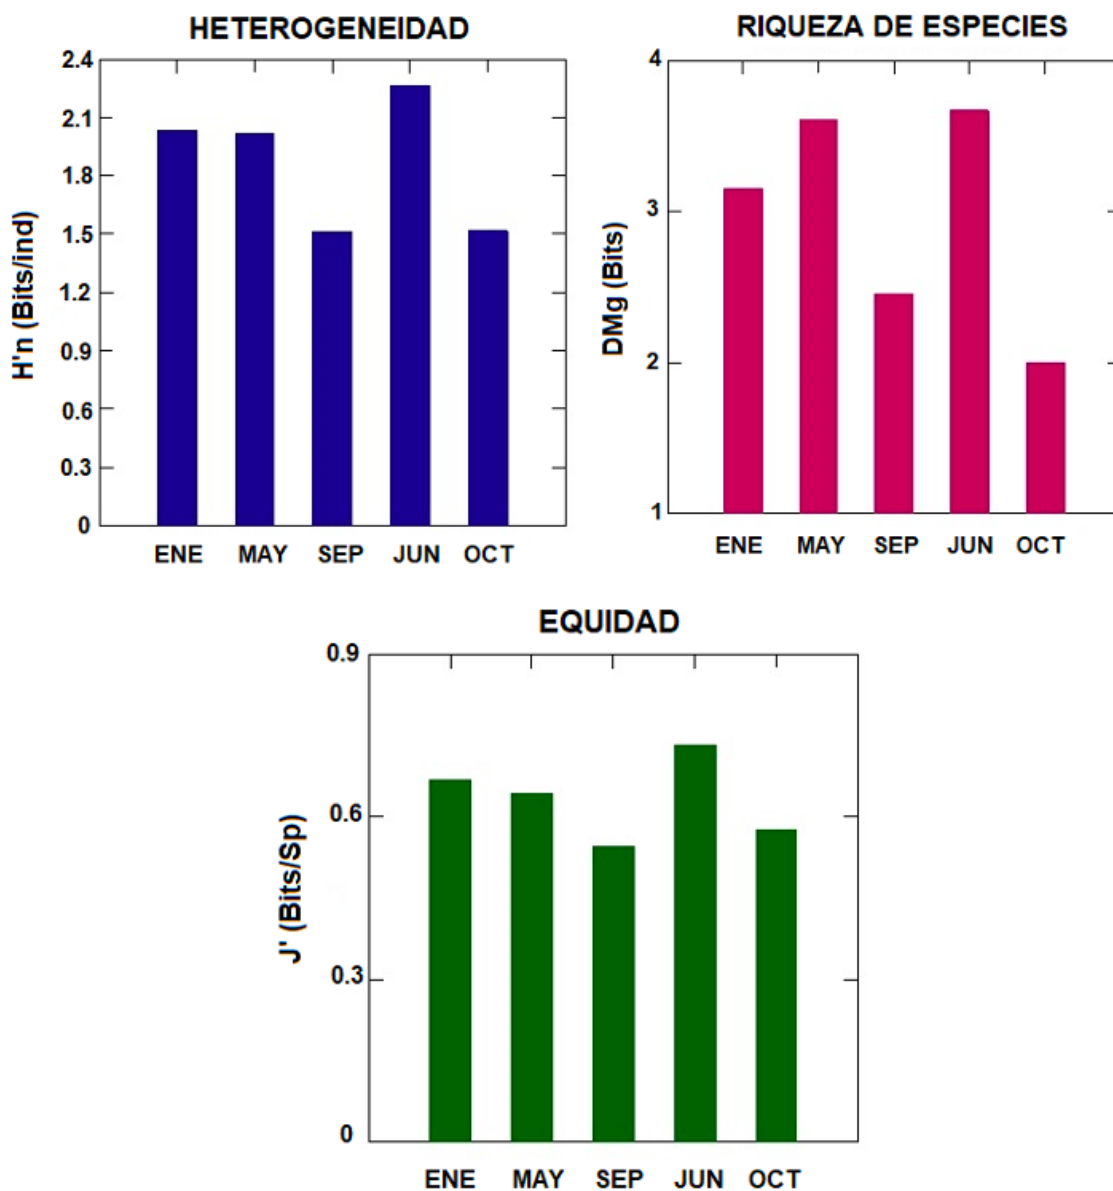 HETEROGENEIDAD
H'n (Bits/ind)
2.4
2.1
1.8
1.5
1.2
0.9
0.6
0.3
0
ENE MAY SEP JUN OCT
RIQUEZA DE ESPECIES
DMg (Bits)
4
3
2
1
ENE MAY SEP JUN OCT
EQUIDAD
J' (Bits/Sp)
0.9
0.6
0.3
0
ENE MAY SEP JUN OCT